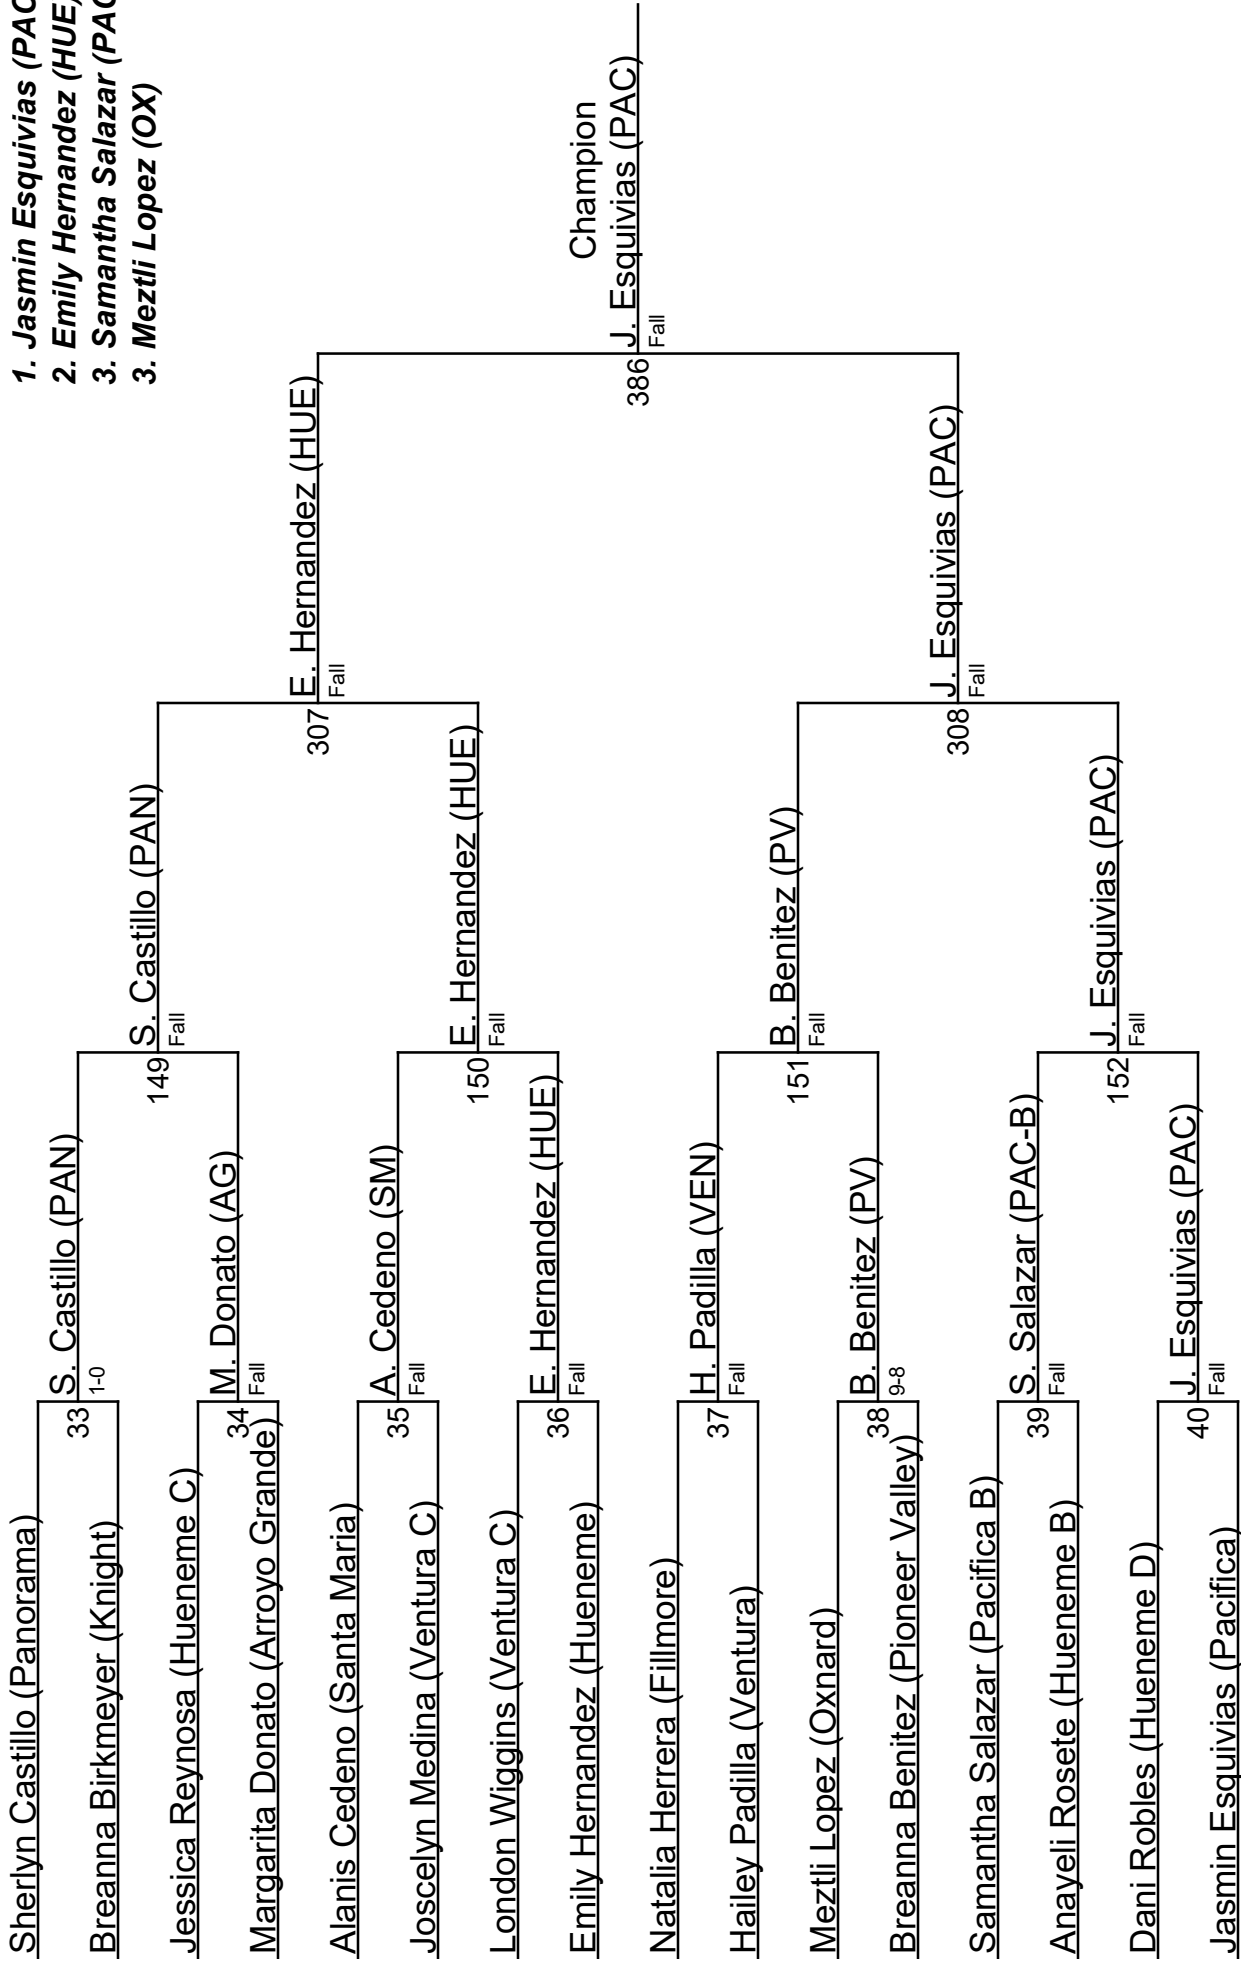 1. Jasmin Esquivias (PAC
2. Emily Hernandez (HUE)
3. Samantha Salazar (PAC
3. Meztli Lopez (OX)
Sherlyn Castillo (Panorama)
33
S. Castillo (PAN)
1-0
Breanna Birkmeyer (Knight)
149
S. Castillo (PAN)
Fall
Jessica Reynosa (Hueneme C)
34
M. Donato (AG)
Fall
Margarita Donato (Arroyo Grande)
307
E. Hernandez (HUE)
Fall
Alanis Cedeno (Santa Maria)
35
A. Cedeno (SM)
Fall
Joscelyn Medina (Ventura C)
150
E. Hernandez (HUE)
Fall
London Wiggins (Ventura C)
36
E. Hernandez (HUE)
Fall
Emily Hernandez (Hueneme)
Champion
386
J. Esquivias (PAC)
Fall
Natalia Herrera (Fillmore)
37
H. Padilla (VEN)
Fall
Hailey Padilla (Ventura)
151
B. Benitez (PV)
Fall
Meztli Lopez (Oxnard)
38
B. Benitez (PV)
9-8
Breanna Benitez (Pioneer Valley)
308
J. Esquivias (PAC)
Fall
Samantha Salazar (Pacifica B)
39
S. Salazar (PAC-B)
Fall
Anayeli Rosete (Hueneme B)
152
J. Esquivias (PAC)
Fall
Dani Robles (Hueneme D)
40
J. Esquivias (PAC)
Fall
Jasmin Esquivias (Pacifica)